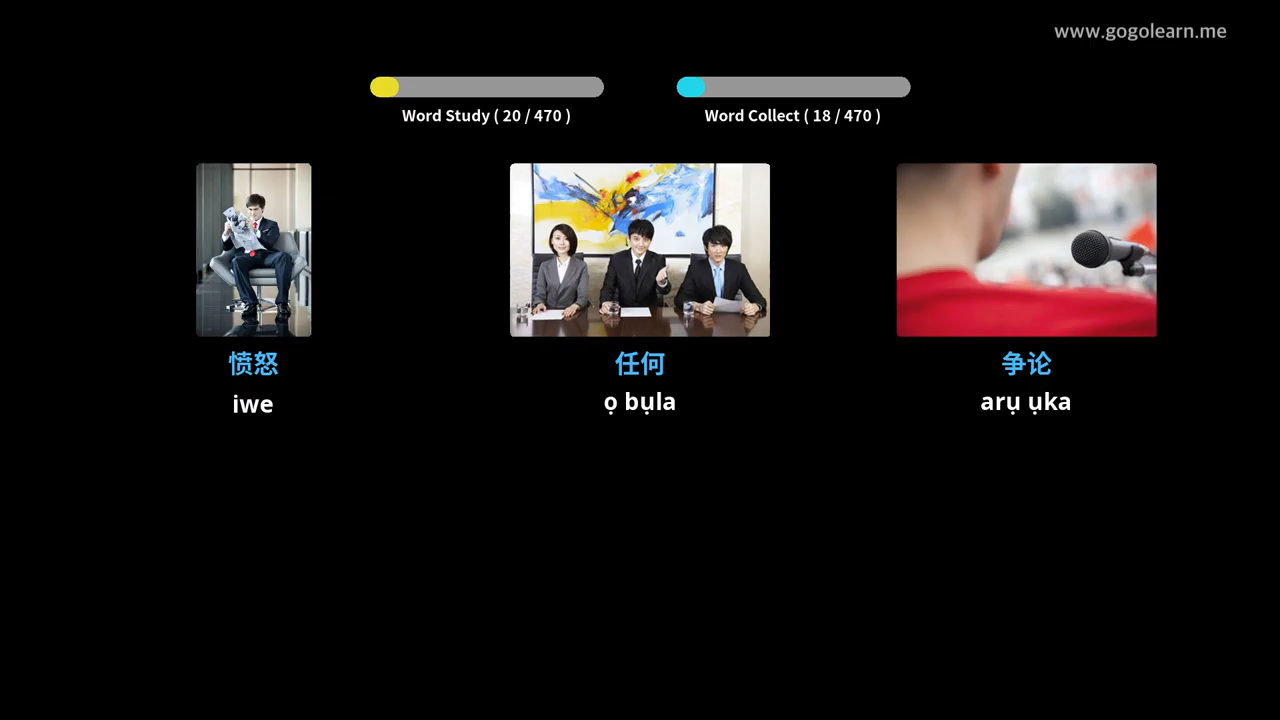 www.gogolearn.me
Word Study ( 20 / 470 )
Word Collect ( 18 / 470 )
愤怒
任何
争论
iwe
ọ bụla
arụ ụka